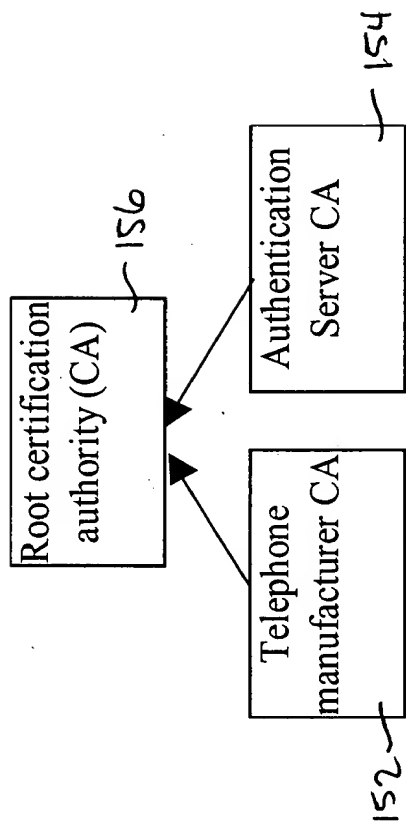 Root certification
authority (CA)
156
Telephone
manufacturer CA
152
Authentication
Server CA
154